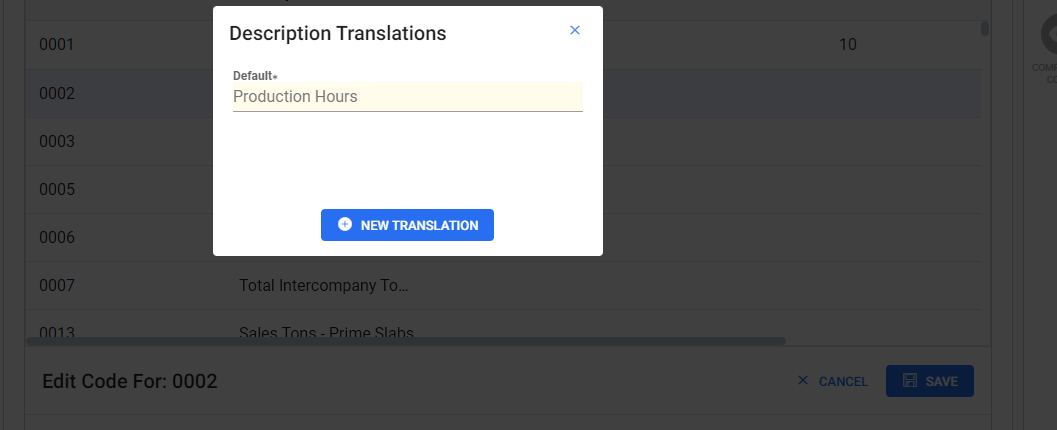 Description Translations
Default*
Production Hours
NEW TRANSLATION
0001
10
0002
0003
0005
0006
0007 Total Intercompany To...
0013 Sales Tons - Prime Slabs
Edit Code For: 0002
CANCEL
SAVE